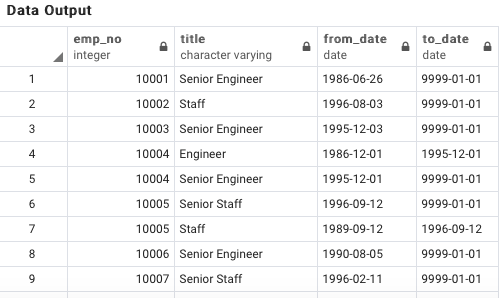 Data Output
emp_no title from_date to_date
integer character varying date date
1 10001 Senior Engineer 1986-06-26 9999-01-01
2 10002 Staff 1996-08-03 9999-01-01
3 10003 Senior Engineer 1995-12-03 9999-01-01
4 10004 Engineer 1986-12-01 1995-12-01
5 10004 Senior Engineer 1995-12-01 9999-01-01
6 10005 Senior Staff 1996-09-12 9999-01-01
7 10005 Staff 1989-09-12 1996-09-12
8 10006 Senior Engineer 1990-08-05 9999-01-01
9 10007 Senior Staff 1996-02-11 9999-01-01